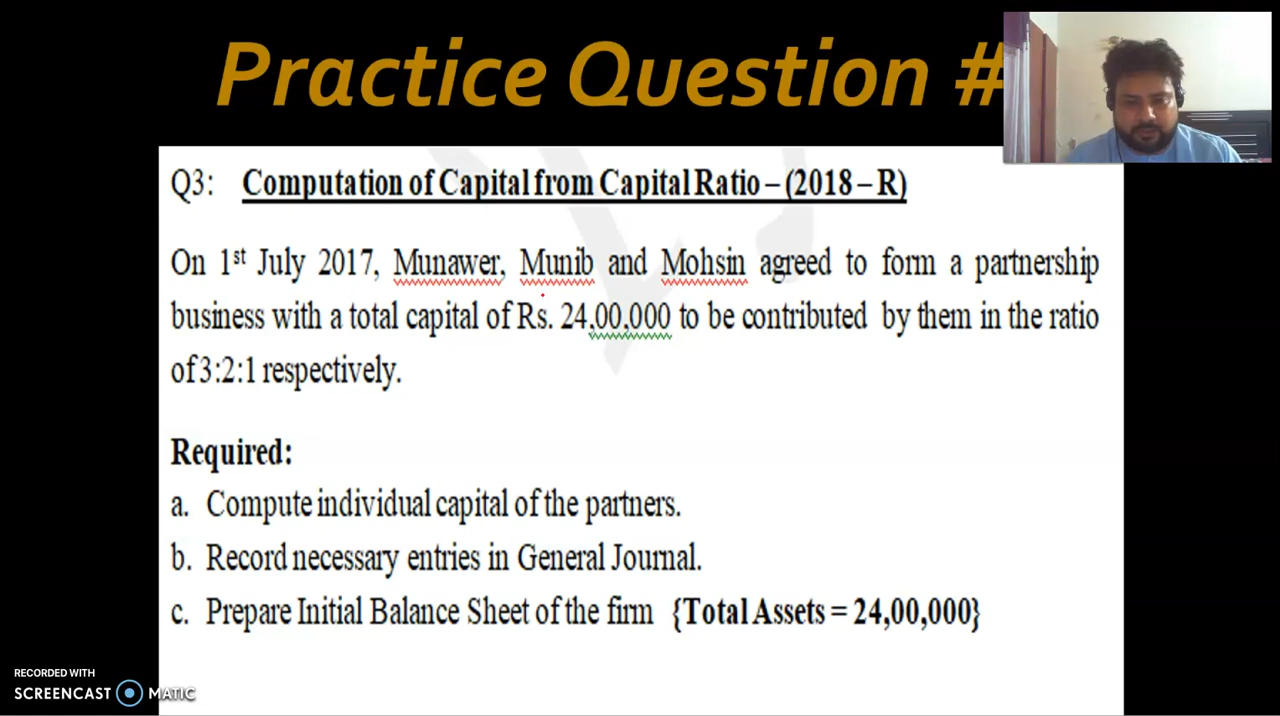 Practice Question #
Q3: Computation of Capital from Capital Ratio – (2018 – R)
On 1st July 2017, Munawer, Munib and Mohsin agreed to form a partnership
business with a total capital of Rs. 24,00,000 to be contributed by them in the ratio
of 3:2:1 respectively.
Required:
a. Compute individual capital of the partners.
b. Record necessary entries in General Journal.
c. Prepare Initial Balance Sheet of the firm {Total Assets = 24,00,000}
RECORDED WITH
SCREENCAST MATIC